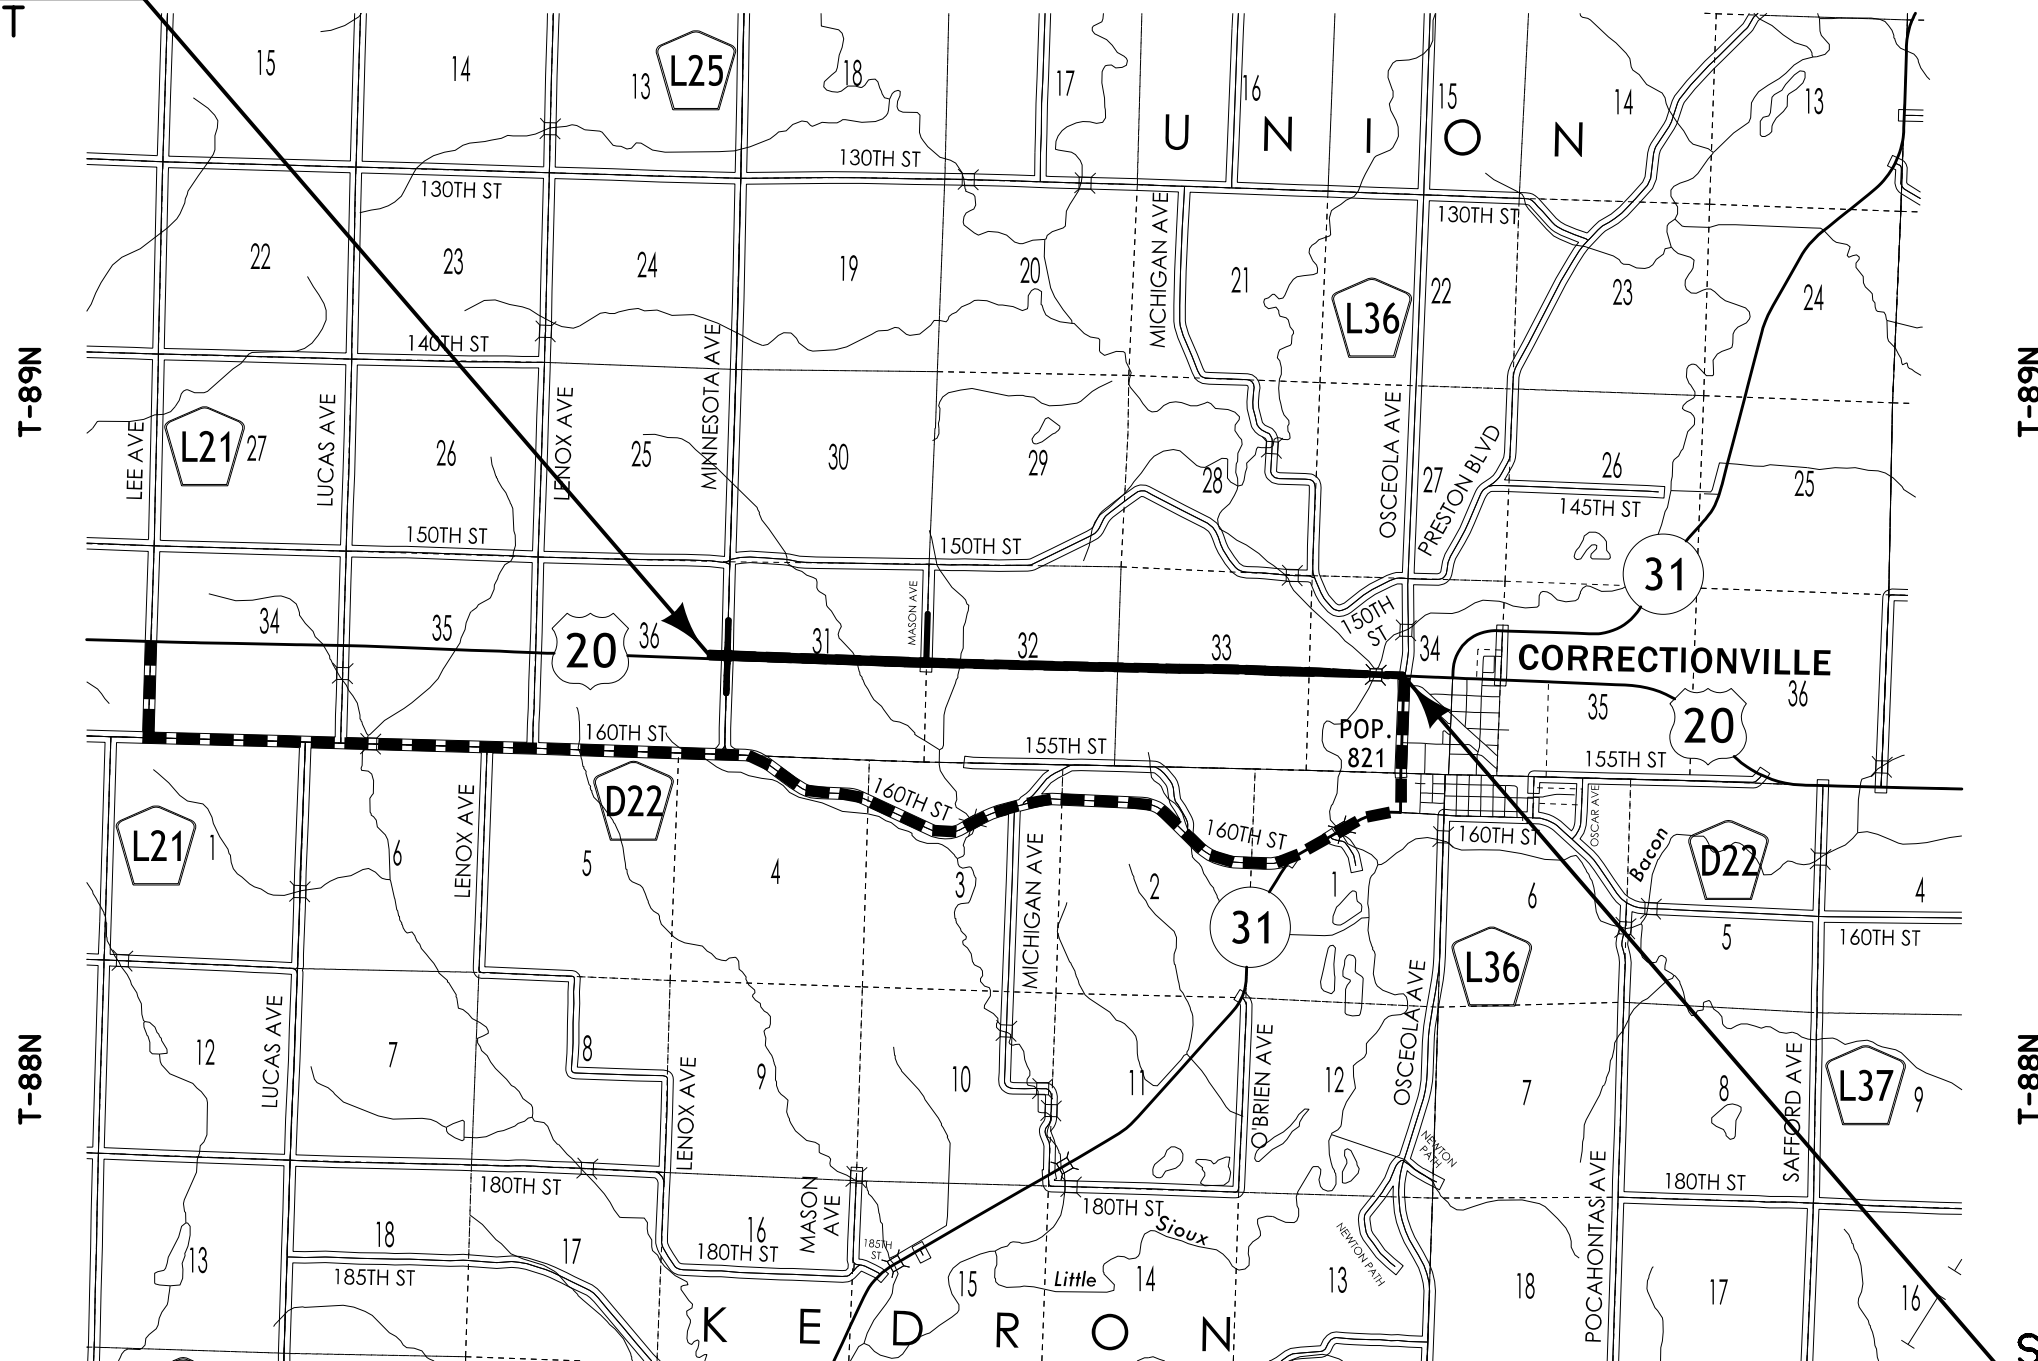 T
15
14
13
L25
18
17
16
15
14
13
U N I O N
130TH ST
130TH ST
130TH ST
MICHIGAN AVE
22
23
24
19
20
21
L36
22
23
24
T-89N
T-89N
140TH ST
MINNESOTA AVE
LEE AVE
L21
27
LUCAS AVE
26
LENOX AVE
25
30
29
28
OSCEOLA AVE
27
PRESTON BLVD
26
145TH ST
25
150TH ST
150TH ST
31
34
35
20
36
31
MASON AVE
32
33
150TH
ST
34
CORRECTIONVILLE
35
36
20
POP.
821
160TH ST
155TH ST
155TH ST
D22
160TH ST
160TH ST
160TH ST
OSCAR AVE
Bacon
D22
L21
1
6
LENOX AVE
5
4
3
MICHIGAN AVE
2
31
1
6
5
4
160TH ST
L36
T-88N
T-88N
12
LUCAS AVE
7
8
LENOX AVE
9
10
11
O'BRIEN AVE
12
OSCEOLA AVE
7
8
SAFFORD AVE
L37
9
NEWTON
PATH
180TH ST
180TH ST
180TH ST
180TH ST
MASON
AVE
16
185TH
ST
Sioux
Little
NEWTON PATH
POCAHONTAS AVE
13
18
185TH ST
17
15
14
13
18
17
16
K E D R O N
S